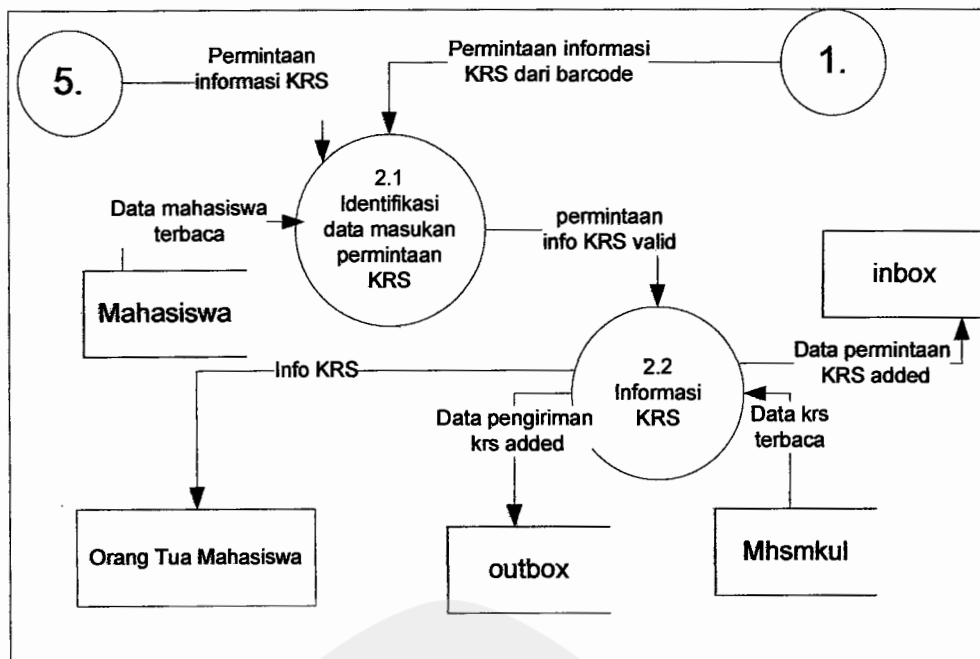 5.
Permintaan
informasi KRS
Permintaan informasi
KRS dari barcode
1.
2.1
Identifikasi
data masukan
permintaan
KRS
Data mahasiswa
terbaca
permintaan
info KRS valid
Mahasiswa
inbox
Info KRS
2.2
Informasi
KRS
Data permintaan
KRS added
Data pengiriman
krs added
Data krs
terbaca
Orang Tua Mahasiswa
outbox
Mhsmkul